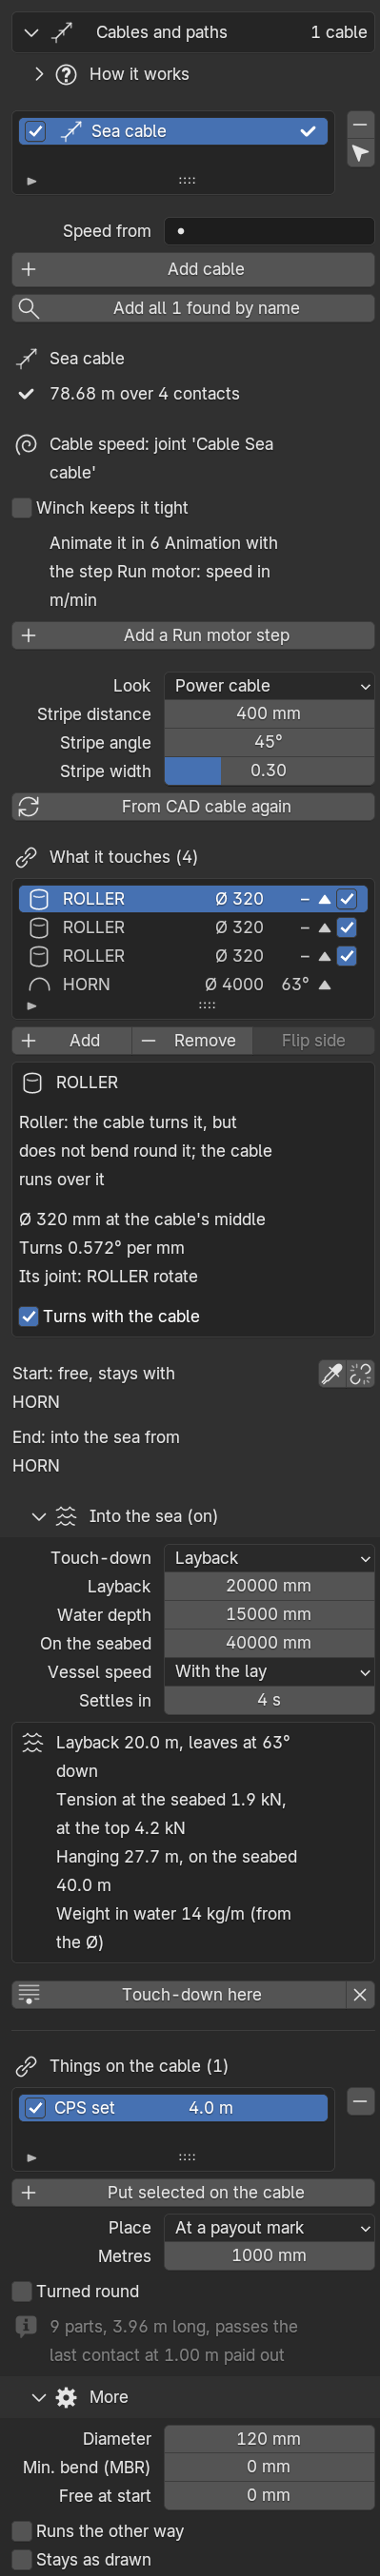 Cables and paths 1 cable
How it works
Sea cable
Speed from
Add cable
Add all 1 found by name
Sea cable
78.68 m over 4 contacts
Cable speed: joint 'Cable Sea
cable'
Winch keeps it tight
Animate it in 6 Animation with
the step Run motor: speed in
m/min
Add a Run motor step
Look Power cable
Stripe distance 400 mm
Stripe angle 45°
Stripe width 0.30
From CAD cable again
What it touches (4)
ROLLER Ø 320 –
ROLLER Ø 320 –
ROLLER Ø 320 –
HORN Ø 4000 63°
Add Remove Flip side
ROLLER
Roller: the cable turns it, but
does not bend round it; the cable
runs over it
Ø 320 mm at the cable's middle
Turns 0.572° per mm
Its joint: ROLLER rotate
Turns with the cable
Start: free, stays with
HORN
End: into the sea from
HORN
Into the sea (on)
Touch-down Layback
Layback 20000 mm
Water depth 15000 mm
On the seabed 40000 mm
Vessel speed With the lay
Settles in 4 s
Layback 20.0 m, leaves at 63°
down
Tension at the seabed 1.9 kN,
at the top 4.2 kN
Hanging 27.7 m, on the seabed
40.0 m
Weight in water 14 kg/m (from
the Ø)
Touch-down here
Things on the cable (1)
CPS set 4.0 m
Put selected on the cable
Place At a payout mark
Metres 1000 mm
Turned round
9 parts, 3.96 m long, passes the
last contact at 1.00 m paid out
More
Diameter 120 mm
Min. bend (MBR) 0 mm
Free at start 0 mm
Runs the other way
Stays as drawn